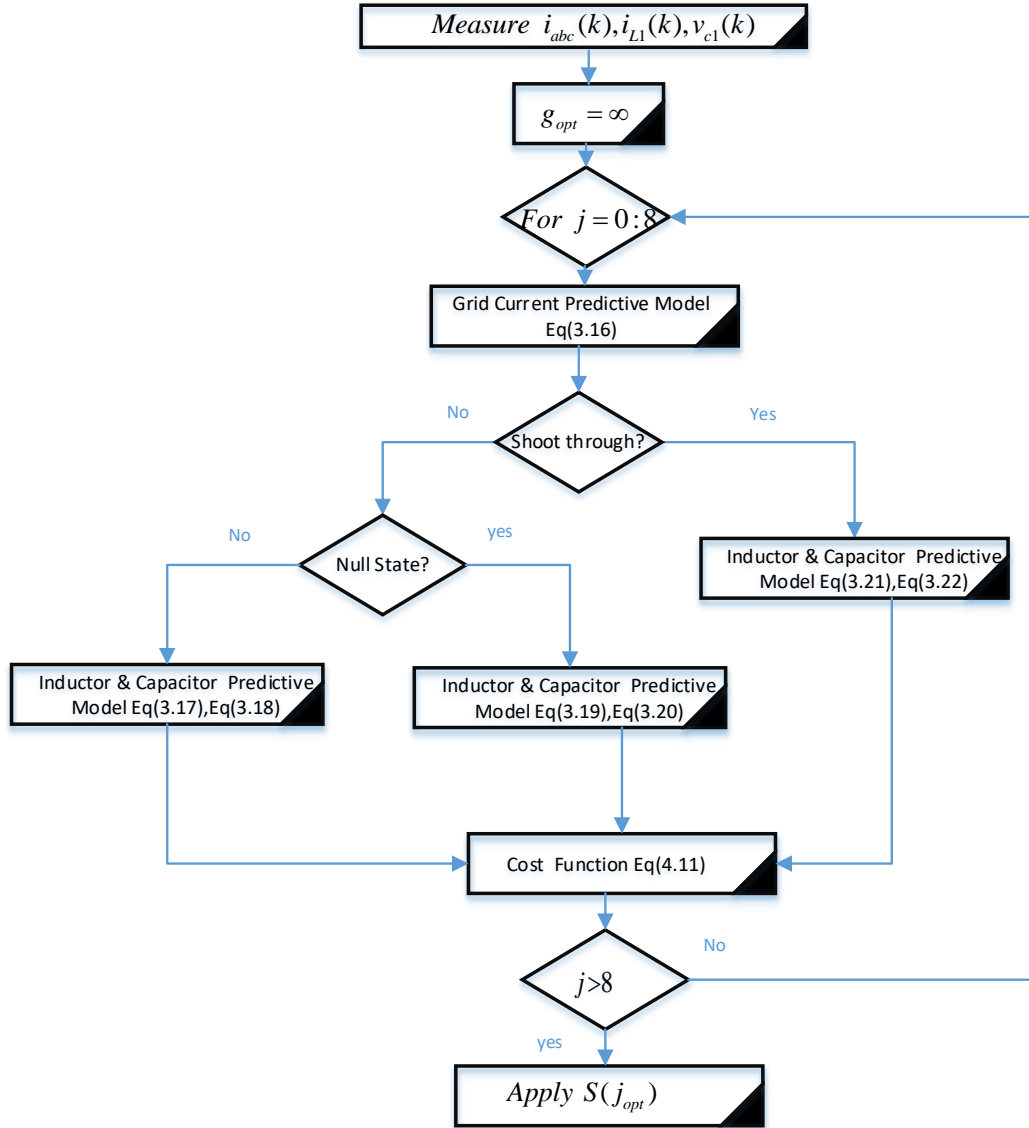 Measure i_abc(k),i_L1(k),v_c1(k)
g_opt = ∞
For j = 0:8
Grid Current Predictive Model
Eq(3.16)
No
Yes
Shoot through?
No
yes
Null State?
Inductor & Capacitor Predictive
Model Eq(3.21),Eq(3.22)
Inductor & Capacitor Predictive
Model Eq(3.17),Eq(3.18)
Inductor & Capacitor Predictive
Model Eq(3.19),Eq(3.20)
Cost Function Eq(4.11)
No
j>8
yes
Apply S(j_opt)